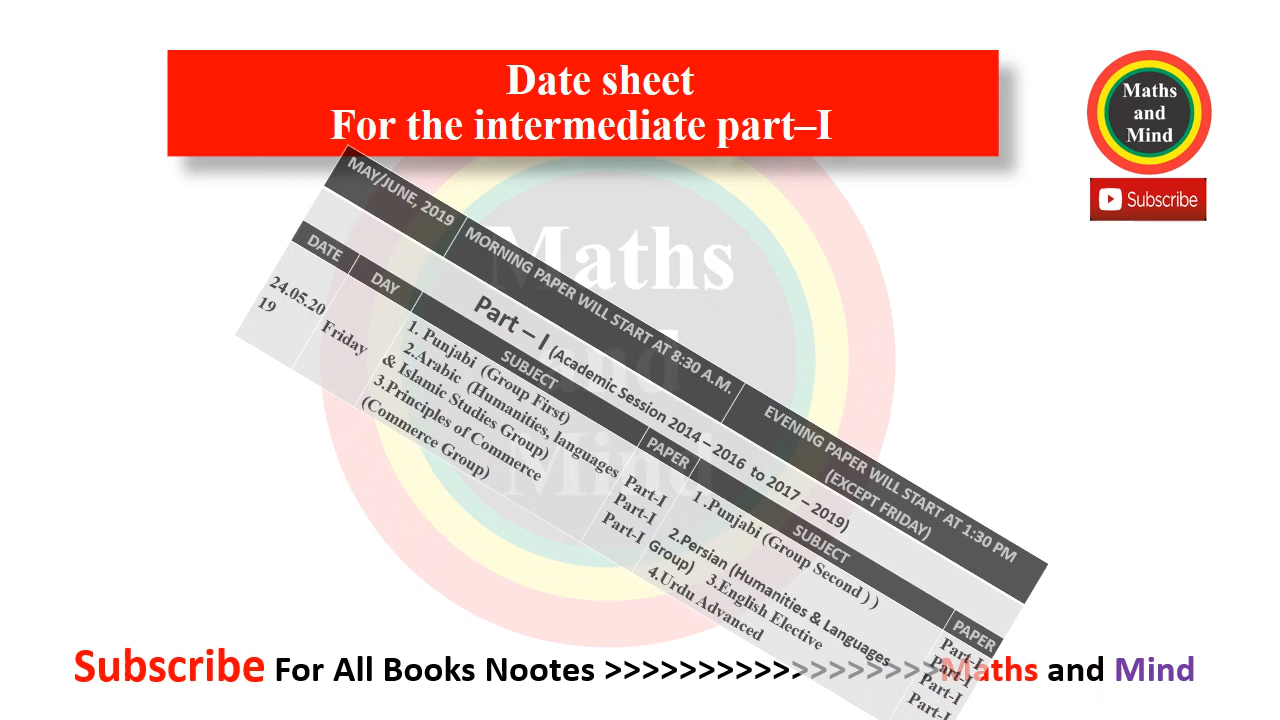 Date sheet
For the intermediate part–I
Maths
and
Mind
Subscribe
MAY/JUNE, 2019
MORNING PAPER WILL START AT 8:30 A.M.
EVENING PAPER WILL START AT 1:30 PM
(EXCEPT FRIDAY)
Part – I (Academic Session 2014 – 2016 to 2017 – 2019)
DATE
DAY
SUBJECT
PAPER
SUBJECT
PAPER
24.05.20
19
Friday
1. Punjabi (Group First)
2.Arabic (Humanities, languages
& Islamic Studies Group)
3.Principles of Commerce
(Commerce Group)
Part-I
Part-I
Part-I
1 .Punjabi (Group Second ) )
2.Persian (Humanities & Languages
Group) 3.English Elective
4.Urdu Advanced
Part-I
Part-I
Part-I
Part-I
Maths
and
Mind
Subscribe For All Books Nootes >>>>>>>>>>>>>>>>>> Maths and Mind